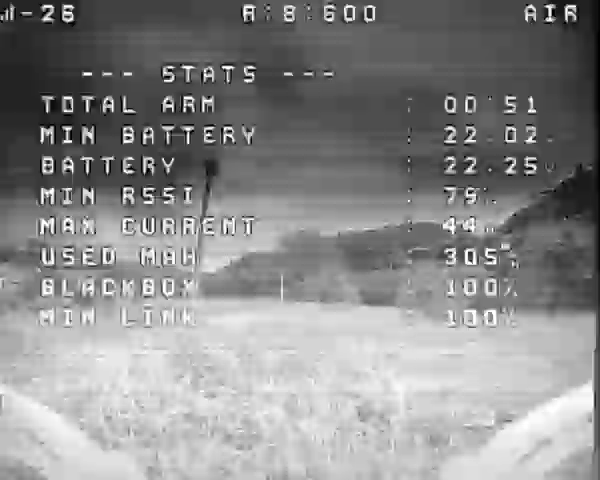 -26 R:8:600 AIR
--- STATS ---
TOTAL ARM : 00:51
MIN BATTERY : 22.02
BATTERY : 22.25V
MIN RSSI : 79%
MAX CURRENT : 44
USED MAH : 305
BLACKBOX : 100%
MIN LINK : 100%